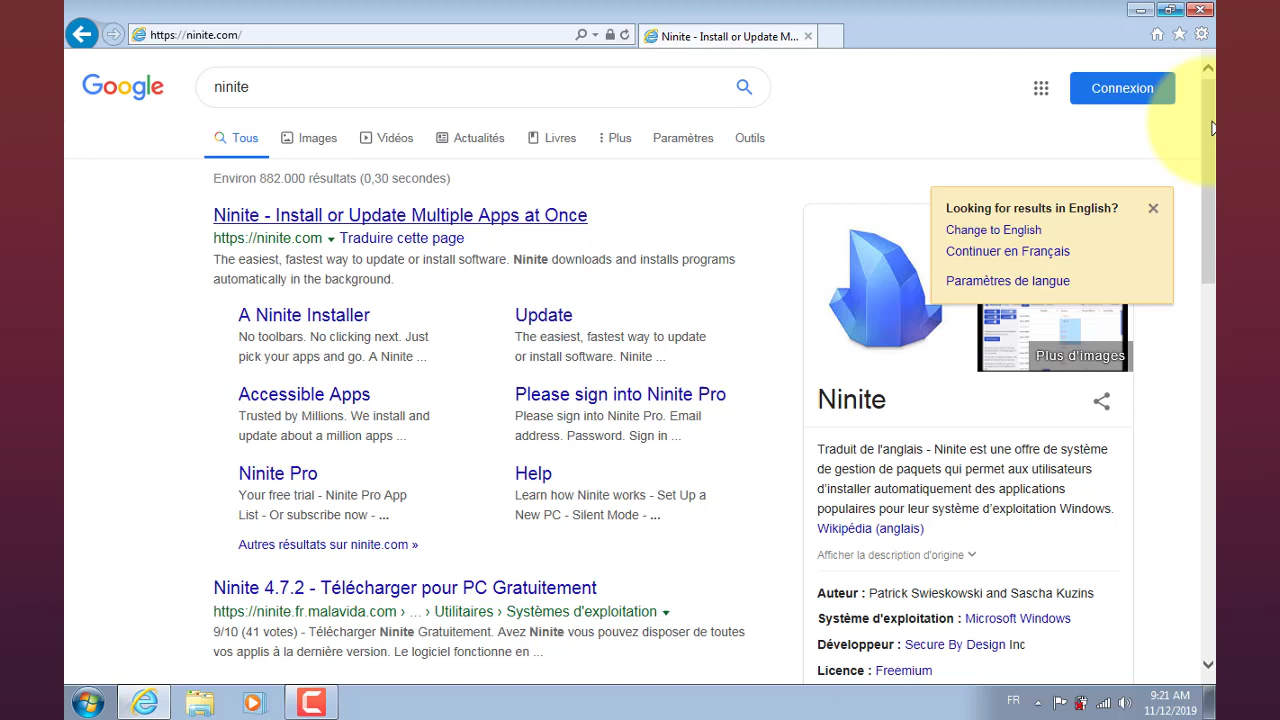 https://ninite.com/
Ninite - Install or Update M...
Google
ninite
Connexion
Tous
Images
Vidéos
Actualités
Livres
Plus
Paramètres
Outils
Environ 882.000 résultats (0,30 secondes)
Ninite - Install or Update Multiple Apps at Once
https://ninite.com Traduire cette page
The easiest, fastest way to update or install software. Ninite downloads and installs programs
automatically in the background.
A Ninite Installer
No toolbars. No clicking next. Just
pick your apps and go. A Ninite ...
Update
The easiest, fastest way to update
or install software. Ninite ...
Accessible Apps
Trusted by Millions. We install and
update about a million apps ...
Please sign into Ninite Pro
Please sign into Ninite Pro. Email
address. Password. Sign in ...
Ninite Pro
Your free trial - Ninite Pro App
List - Or subscribe now - ...
Help
Learn how Ninite works - Set Up a
New PC - Silent Mode - ...
Autres résultats sur ninite.com »
Ninite 4.7.2 - Télécharger pour PC Gratuitement
https://ninite.fr.malavida.com › ... › Utilitaires › Systèmes d'exploitation
9/10 (41 votes) - Télécharger Ninite Gratuitement. Avez Ninite vous pouvez disposer de toutes
vos applis à la dernière version. Le logiciel fonctionne en ...
Looking for results in English?
Change to English
Continuer en Français
Paramètres de langue
Plus d'images
Ninite
Traduit de l'anglais - Ninite est une offre de système
de gestion de paquets qui permet aux utilisateurs
d'installer automatiquement des applications
populaires pour leur système d'exploitation Windows.
Wikipédia (anglais)
Afficher la description d'origine
Auteur : Patrick Swieskowski and Sascha Kuzins
Système d'exploitation : Microsoft Windows
Développeur : Secure By Design Inc
Licence : Freemium
FR
9:21 AM
11/12/2019